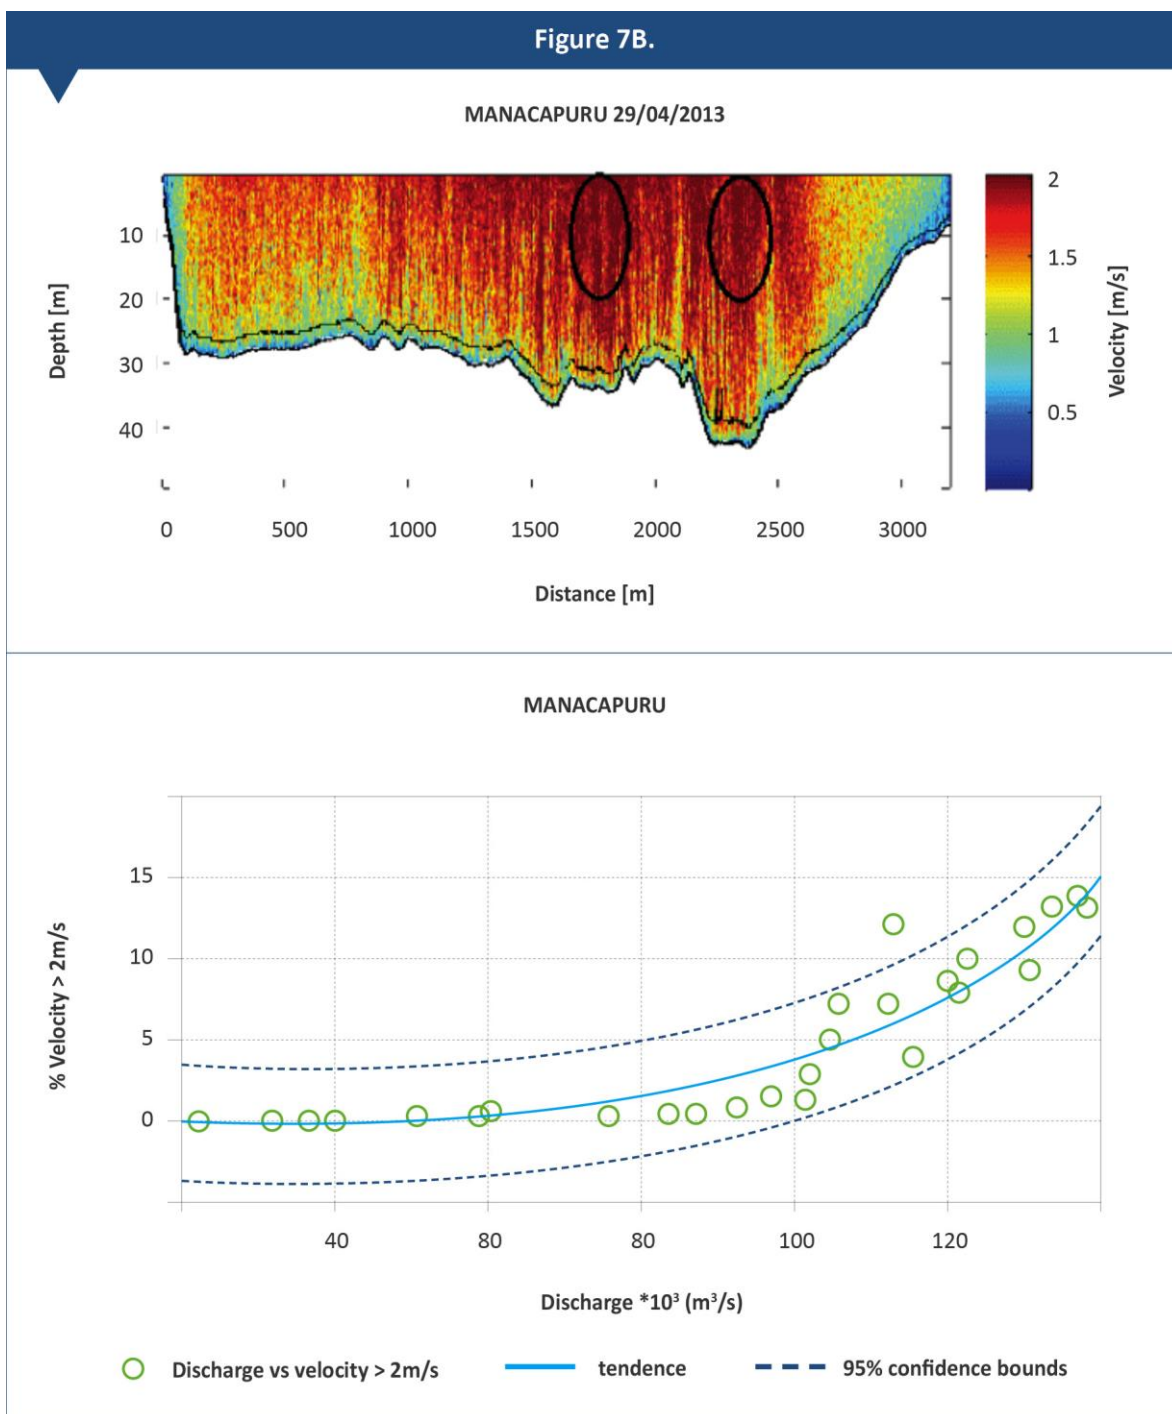 Figure 7B.
MANACAPURU 29/04/2013
Depth [m]
10
20
30
40
0 500 1000 1500 2000 2500 3000
Distance [m]
2
1.5
1
0.5
Velocity [m/s]
MANACAPURU
% Velocity > 2m/s
15
10
5
0
40 80 80 100 120
Discharge *10³ (m³/s)
Discharge vs velocity > 2m/s tendence 95% confidence bounds